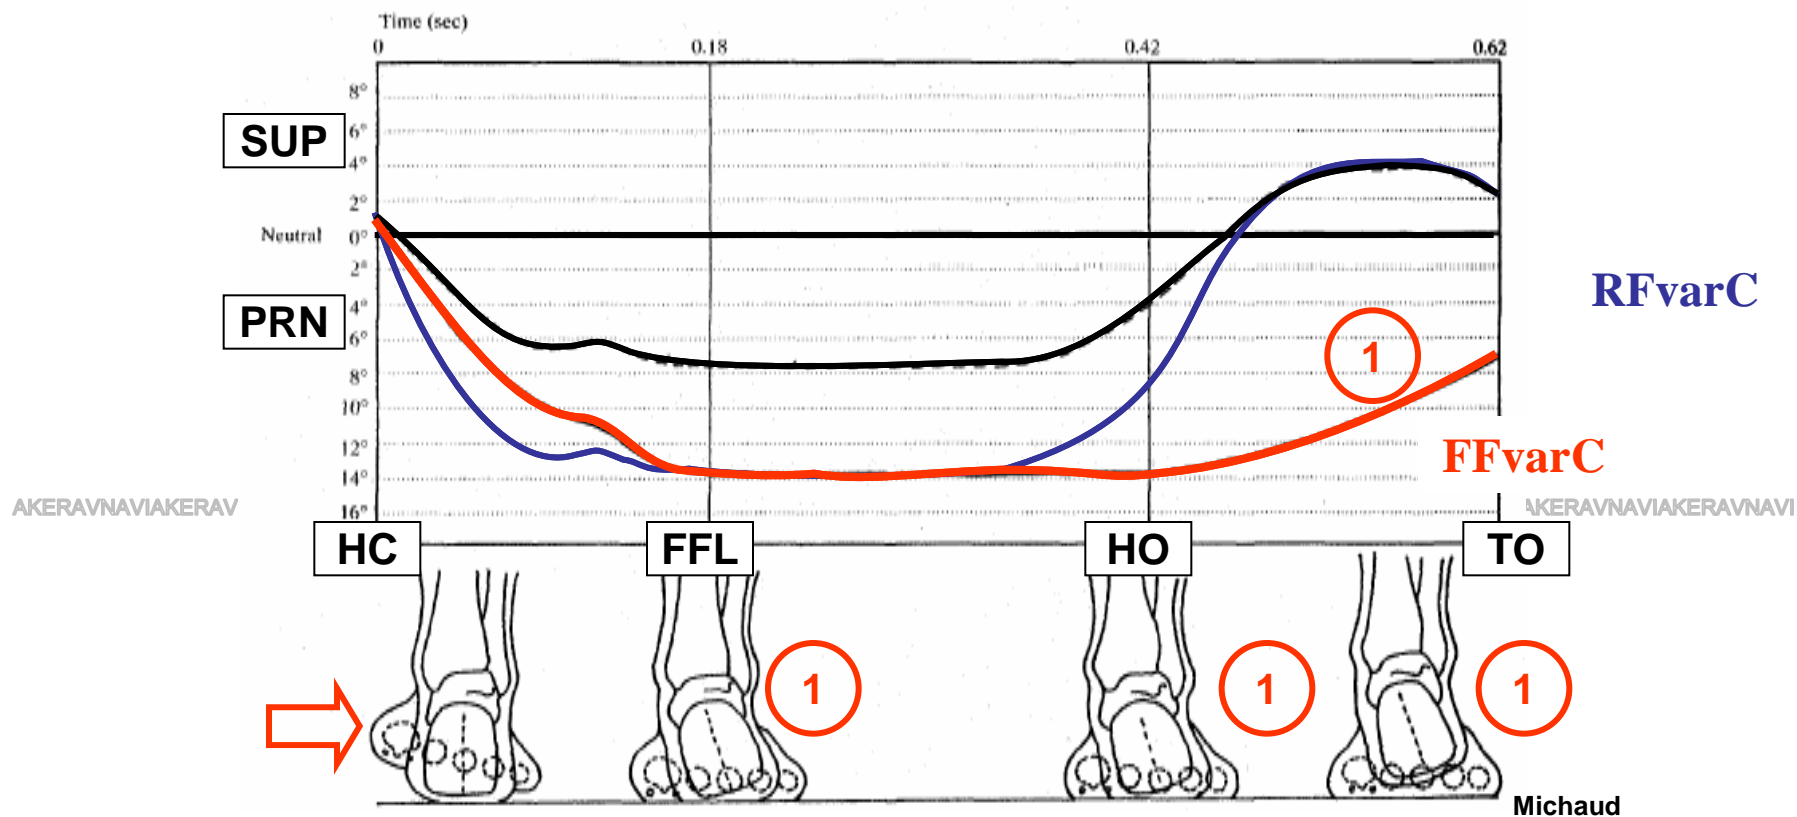 Time (sec)
0 0.18 0.42 0.62
8°
SUP
6°
4°
2°
Neutral 0°
2°
RFvarC
PRN
4°
6°
1
8°
10°
12°
FFvarC
14°
AKERAVNAVIAKERAV
16°
AKERAVNAVIAKERAVNAVI
HC FFL HO TO
1 1 1
Michaud